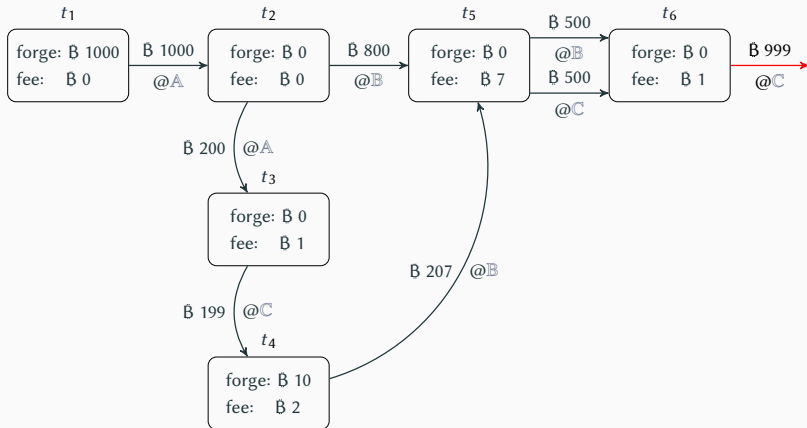 t1
forge: ₿ 1000
fee: ₿ 0
₿ 1000
@𝔸
t2
forge: ₿ 0
fee: ₿ 0
₿ 800
@𝔹
t5
forge: ₿ 0
fee: ₿ 7
₿ 500
@𝔹
₿ 500
@ℂ
t6
forge: ₿ 0
fee: ₿ 1
₿ 999
@ℂ
₿ 200 @𝔸
t3
forge: ₿ 0
fee: ₿ 1
₿ 199 @ℂ
t4
forge: ₿ 10
fee: ₿ 2
₿ 207 @𝔹